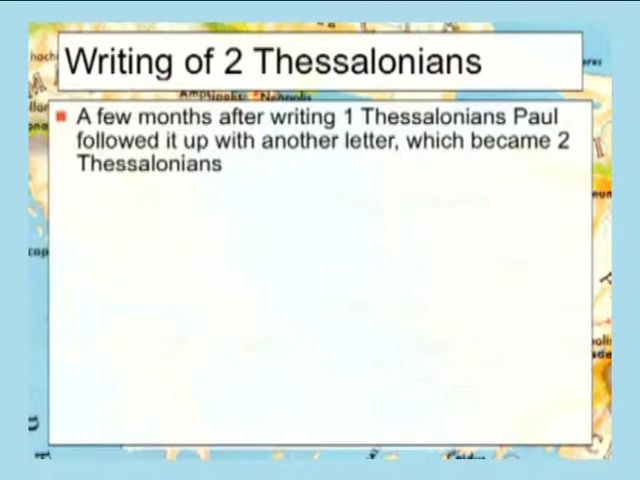 Writing of 2 Thessalonians
A few months after writing 1 Thessalonians Paul
followed it up with another letter, which became 2
Thessalonians